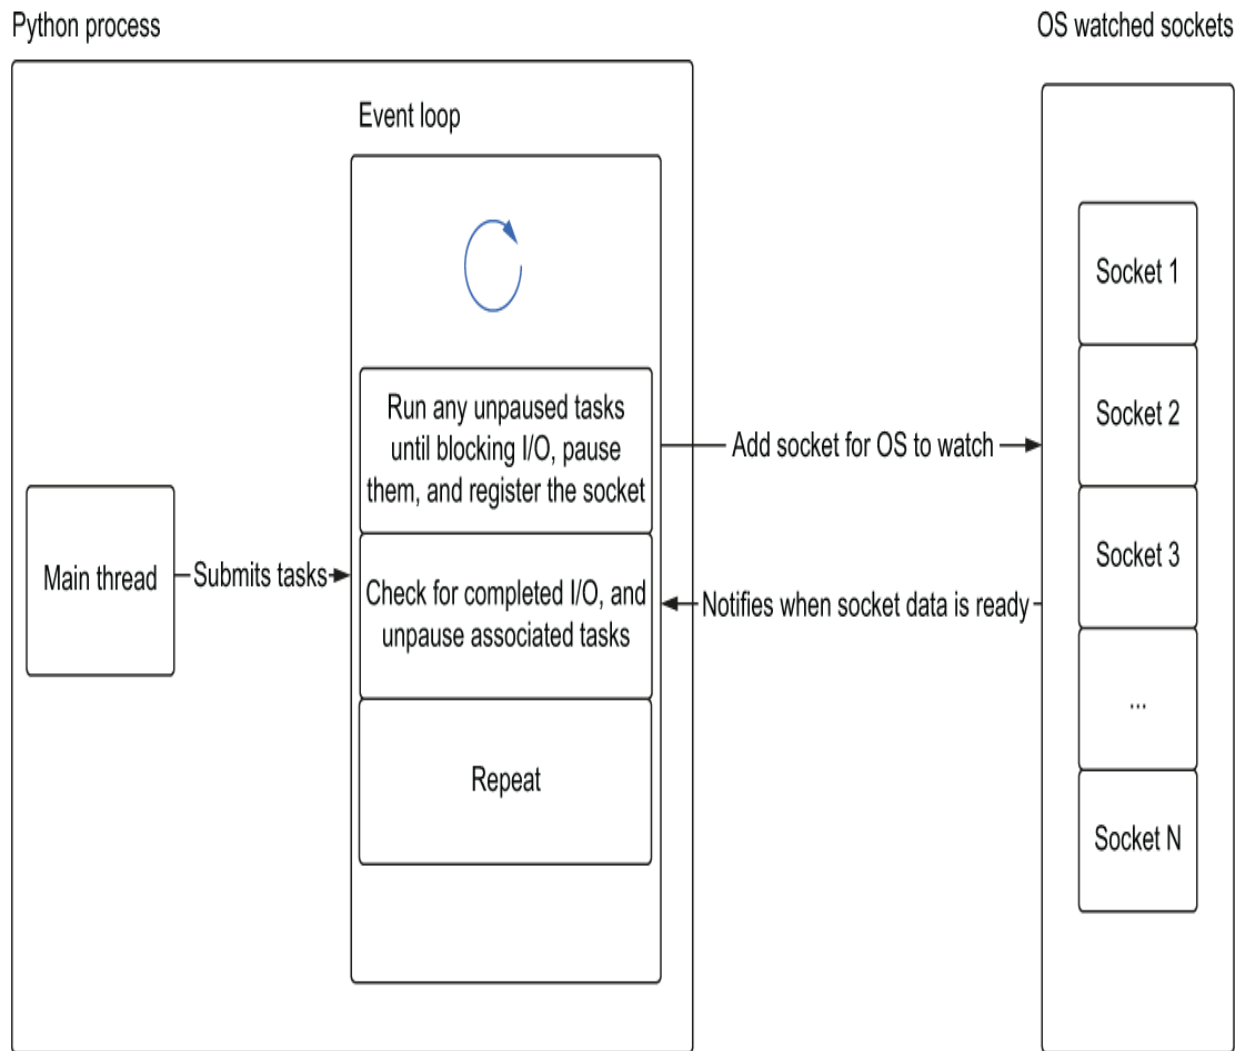 Python process
OS watched sockets
Event loop
Run any unpaused tasks
until blocking I/O, pause
them, and register the socket
Main thread
Submits tasks
Check for completed I/O, and
unpause associated tasks
Repeat
Add socket for OS to watch
Notifies when socket data is ready
Socket 1
Socket 2
Socket 3
...
Socket N